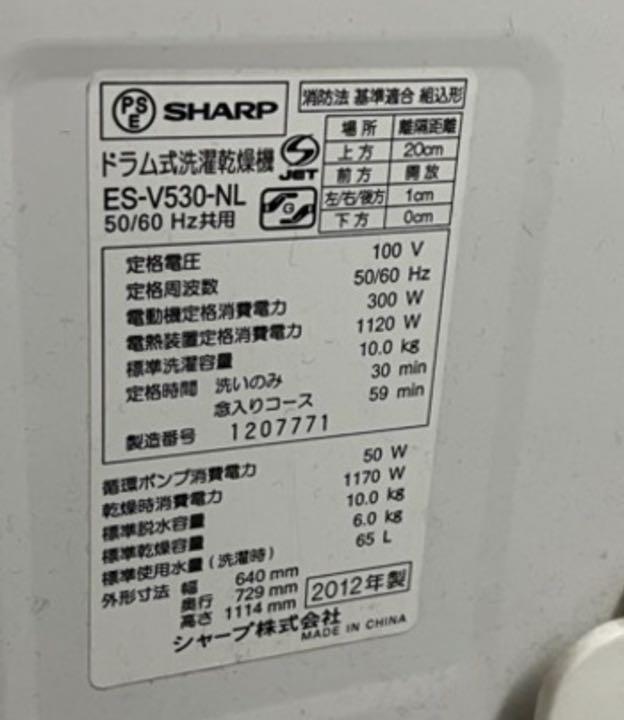 PSE SHARP
消防法 基準適合 組込形
ドラム式洗濯乾燥機
ES-V530-NL
50/60 Hz共用
JET
G
場所 離隔距離
上方 20cm
前方 開放
左/右/後方 1cm
下方 0cm
定格電圧 100 V
定格周波数 50/60 Hz
電動機定格消費電力 300 W
電熱装置定格消費電力 1120 W
標準洗濯容量 10.0 kg
定格時間 洗いのみ 30 min
念入りコース 59 min
製造番号 1207771
循環ポンプ消費電力 50 W
乾燥時消費電力 1170 W
標準脱水容量 10.0 kg
標準乾燥容量 6.0 kg
標準使用水量(洗濯時) 65 L
外形寸法 幅 640 mm
奥行 729 mm
高さ 1114 mm
2012年製
シャープ株式会社
MADE IN CHINA